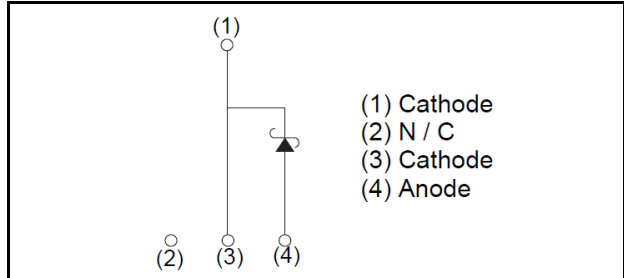 (1)
(1) Cathode
(2) N / C
(3) Cathode
(4) Anode
(2) (3) (4)